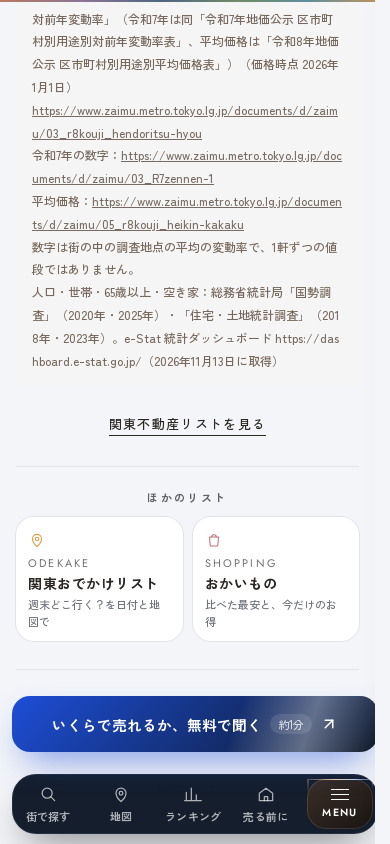 対前年変動率」（令和7年は同「令和7年地価公示 区市町
村別用途別対前年変動率表」、平均価格は「令和8年地価
公示 区市町村別用途別平均価格表」）（価格時点 2026年
1月1日）
https://www.zaimu.metro.tokyo.lg.jp/documents/d/zaim
u/03_r8kouji_hendoritsu-hyou
令和7年の数字：https://www.zaimu.metro.tokyo.lg.jp/doc
uments/d/zaimu/03_R7zennen-1
平均価格：https://www.zaimu.metro.tokyo.lg.jp/documen
ts/d/zaimu/05_r8kouji_heikin-kakaku
数字は街の中の調査地点の平均の変動率で、1軒ずつの値
段ではありません。
人口・世帯・65歳以上・空き家：総務省統計局「国勢調
査」（2020年・2025年）・「住宅・土地統計調査」（201
8年・2023年）。e-Stat 統計ダッシュボード https://das
hboard.e-stat.go.jp/（2026年11月13日に取得）
関東不動産リストを見る
ほかのリスト
ODEKAKE
関東おでかけリスト
週末どこ行く？を日付と地
図で
SHOPPING
おかいもの
比べた最安と、今だけのお
得
いくらで売れるか、無料で聞く 約1分
街で探す 地図 ランキング 売る前に MENU